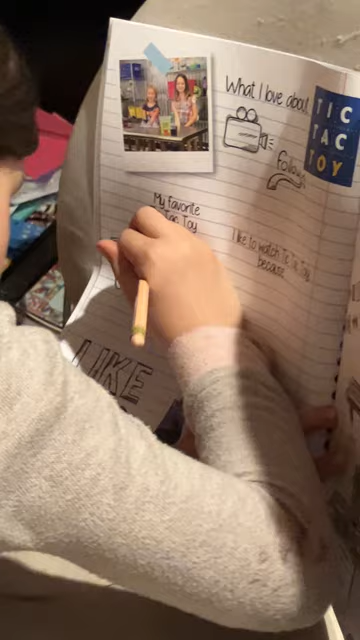 What I love about
TIC
TAC
TOY
follow
My favorite
Tac Toy
I like to watch Tic Tac Toy
because
LIKE